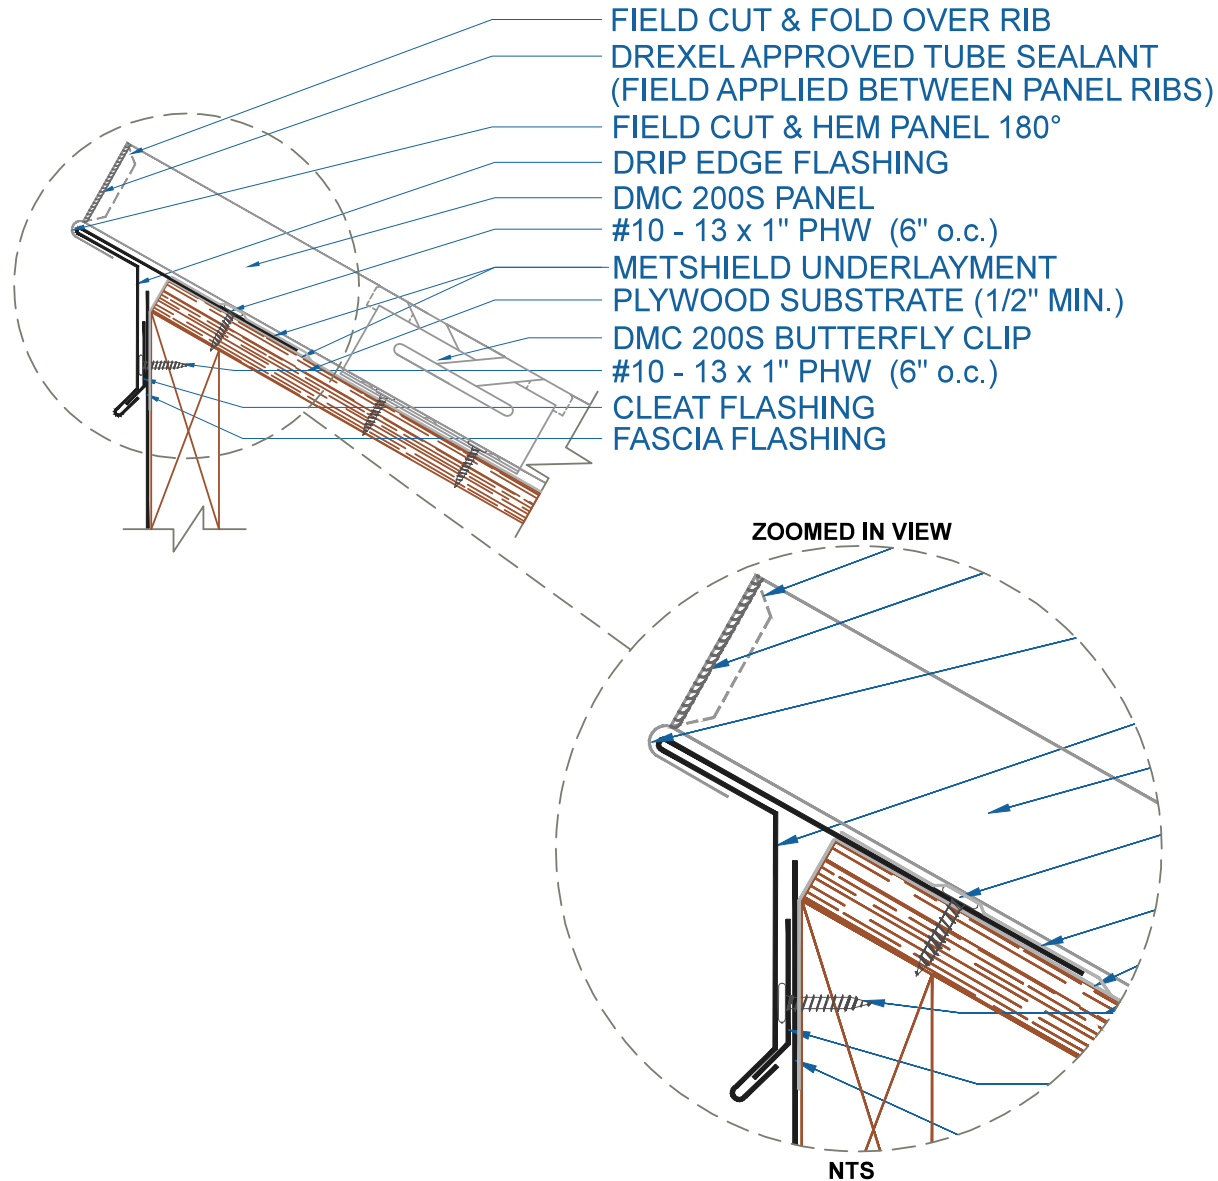 FIELD CUT & FOLD OVER RIB
DREXEL APPROVED TUBE SEALANT
(FIELD APPLIED BETWEEN PANEL RIBS)
FIELD CUT & HEM PANEL 180°
DRIP EDGE FLASHING
DMC 200S PANEL
#10 - 13 x 1" PHW (6" o.c.)
METSHIELD UNDERLAYMENT
PLYWOOD SUBSTRATE (1/2" MIN.)
DMC 200S BUTTERFLY CLIP
#10 - 13 x 1" PHW (6" o.c.)
CLEAT FLASHING
FASCIA FLASHING
ZOOMED IN VIEW
NTS